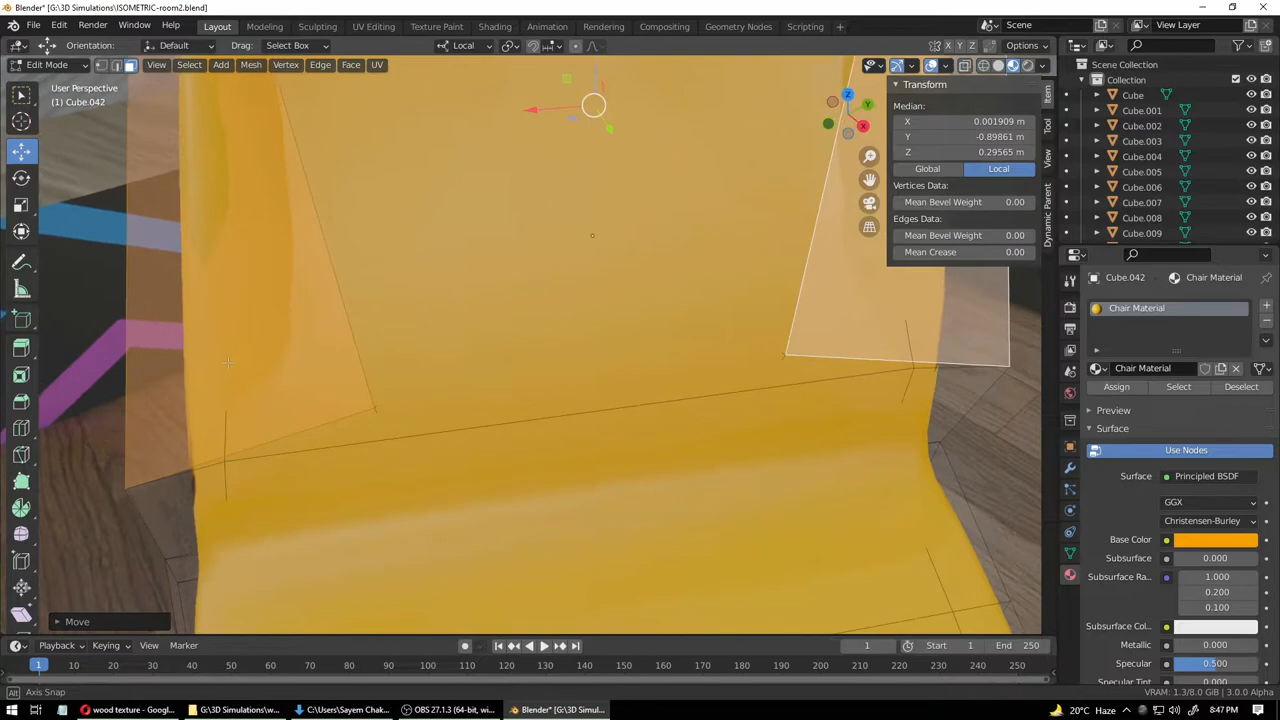 Blender* [G:\3D Simulations\ISOMETRIC-room2.blend]
File Edit Render Window Help Layout Modeling Sculpting UV Editing Texture Paint Shading Animation Rendering Compositing Geometry Nodes Scripting Scene View Layer
Orientation: Default Drag: Select Box Local X Y Z Options
Edit Mode View Select Add Mesh Vertex Edge Face UV
User Perspective
(1) Cube.042
Transform
Median:
X 0.001909 m
Y -0.89861 m
Z 0.29565 m
Global Local
Vertices Data:
Mean Bevel Weight 0.00
Edges Data:
Mean Bevel Weight 0.00
Mean Crease 0.00
Item
Tool
View
Dynamic Parent
Z
Y
X
Scene Collection
Collection
Cube
Cube.001
Cube.002
Cube.003
Cube.004
Cube.005
Cube.006
Cube.007
Cube.008
Cube.009
Cube.042 Chair Material
Chair Material
Chair Material
Assign Select Deselect
Preview
Surface
Use Nodes
Surface Principled BSDF
GGX
Christensen-Burley
Base Color
Subsurface 0.000
Subsurface Ra... 1.000
0.200
0.100
Subsurface Col...
Metallic 0.000
Specular 0.500
Specular Tint
Move
Playback Keying View Marker 1 Start 1 End 250
1 10 20 30 40 50 60 70 80 90 100 110 120 130 140 150 160 170 180 190 200 210 220 230 240 250
Alt Axis Snap VRAM: 1.3/8.0 GiB | 3.0.0 Alpha
wood texture - Googl... G:\3D Simulations\w... C:\Users\Sayem Chak... OBS 27.1.3 (64-bit, wi... Blender* [G:\3D Simul... 20°C Haze 8:47 PM